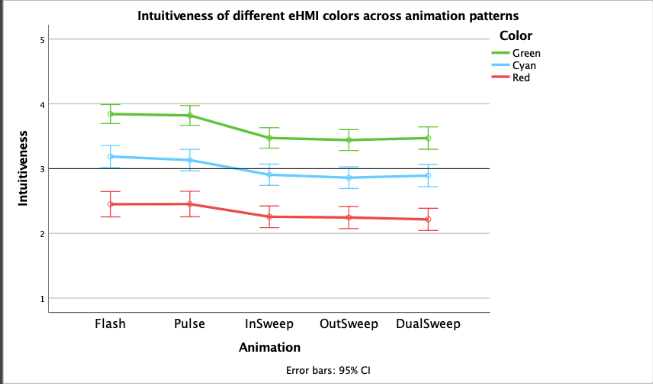 Intuitiveness of different eHMI colors across animation patterns
Color
Green
Cyan
Red
Intuitiveness
5
4
3
2
1
Flash Pulse InSweep OutSweep DualSweep
Animation
Error bars: 95% CI